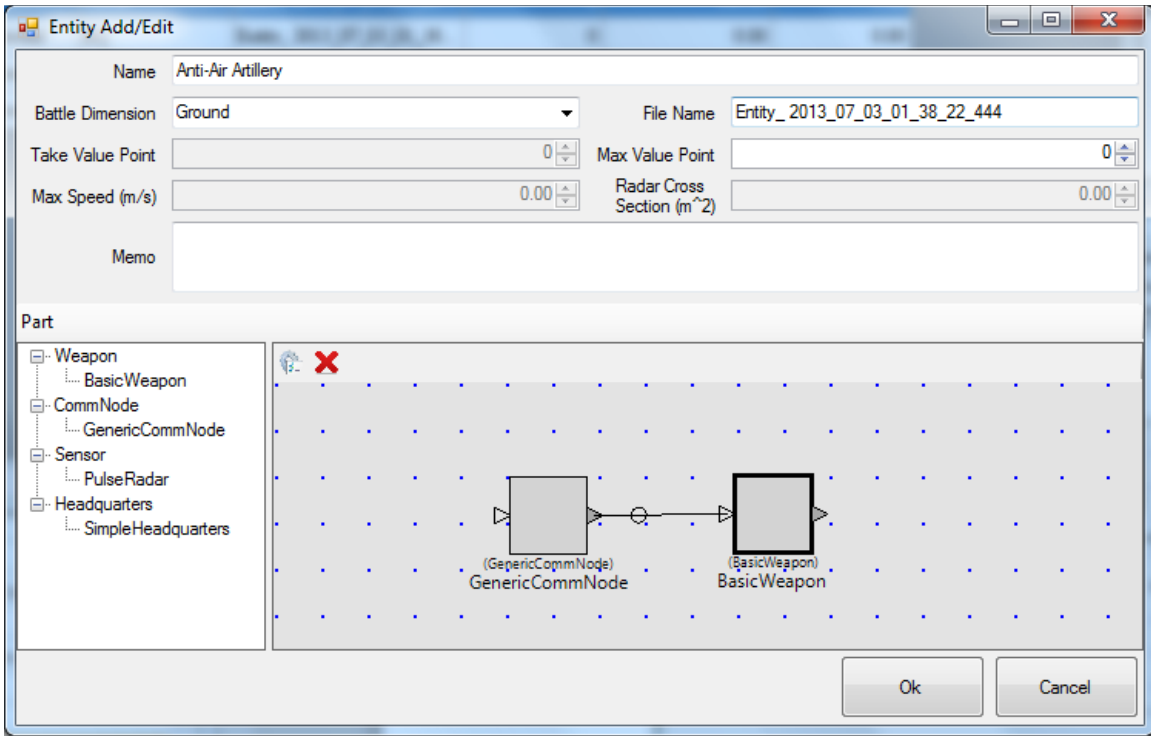 Entity Add/Edit
Name Anti-Air Artillery
Battle Dimension Ground File Name Entity_ 2013_07_03_01_38_22_444
Take Value Point 0 Max Value Point 0
Max Speed (m/s) 0.00 Radar Cross
Section (m^2) 0.00
Memo
Part
Weapon
BasicWeapon
CommNode
GenericCommNode
Sensor
PulseRadar
Headquarters
SimpleHeadquarters
(GenericCommNode) (BasicWeapon)
GenericCommNode BasicWeapon
Ok Cancel